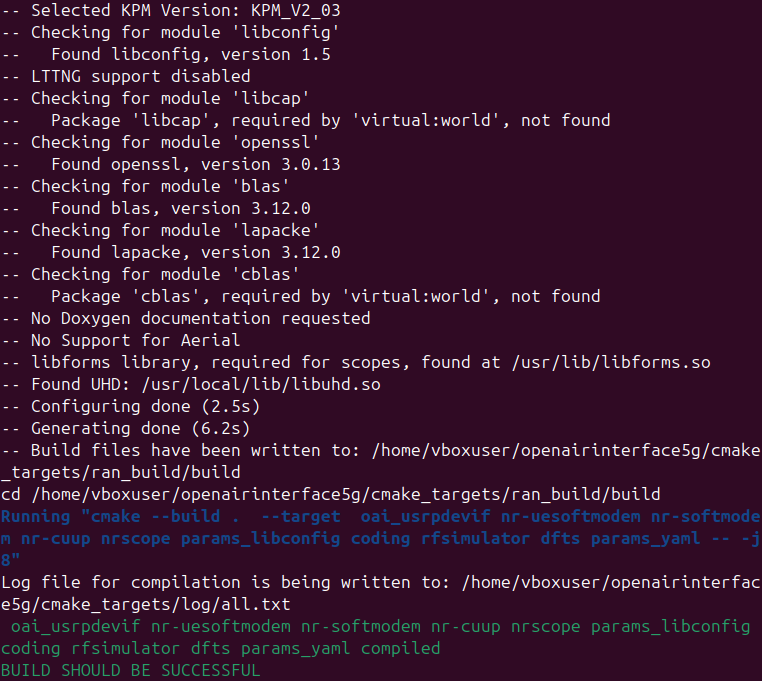 -- Selected KPM Version: KPM_V2_03
-- Checking for module 'libconfig'
--   Found libconfig, version 1.5
-- LTTNG support disabled
-- Checking for module 'libcap'
--   Package 'libcap', required by 'virtual:world', not found
-- Checking for module 'openssl'
--   Found openssl, version 3.0.13
-- Checking for module 'blas'
--   Found blas, version 3.12.0
-- Checking for module 'lapacke'
--   Found lapacke, version 3.12.0
-- Checking for module 'cblas'
--   Package 'cblas', required by 'virtual:world', not found
-- No Doxygen documentation requested
-- No Support for Aerial
-- libforms library, required for scopes, found at /usr/lib/libforms.so
-- Found UHD: /usr/local/lib/libuhd.so
-- Configuring done (2.5s)
-- Generating done (6.2s)
-- Build files have been written to: /home/vboxuser/openairinterface5g/cmake
_targets/ran_build/build
cd /home/vboxuser/openairinterface5g/cmake_targets/ran_build/build
Running "cmake --build .  --target  oai_usrpdevif nr-uesoftmodem nr-softmode
m nr-cuup nrscope params_libconfig coding rfsimulator dfts params_yaml -- -j
8"
Log file for compilation is being written to: /home/vboxuser/openairinterfac
e5g/cmake_targets/log/all.txt
 oai_usrpdevif nr-uesoftmodem nr-softmodem nr-cuup nrscope params_libconfig
coding rfsimulator dfts params_yaml compiled
BUILD SHOULD BE SUCCESSFUL